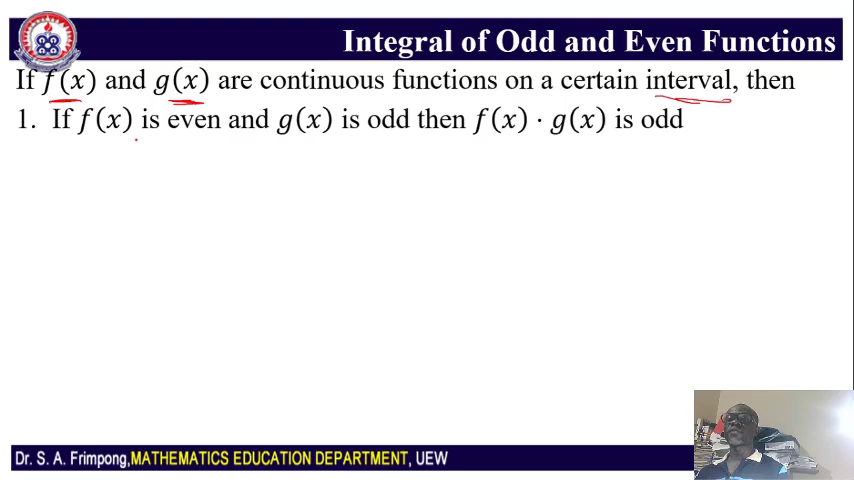 Integral of Odd and Even Functions
If f(x) and g(x) are continuous functions on a certain interval, then
1. If f(x) is even and g(x) is odd then f(x) · g(x) is odd
Dr. S. A. Frimpong,MATHEMATICS EDUCATION DEPARTMENT, UEW